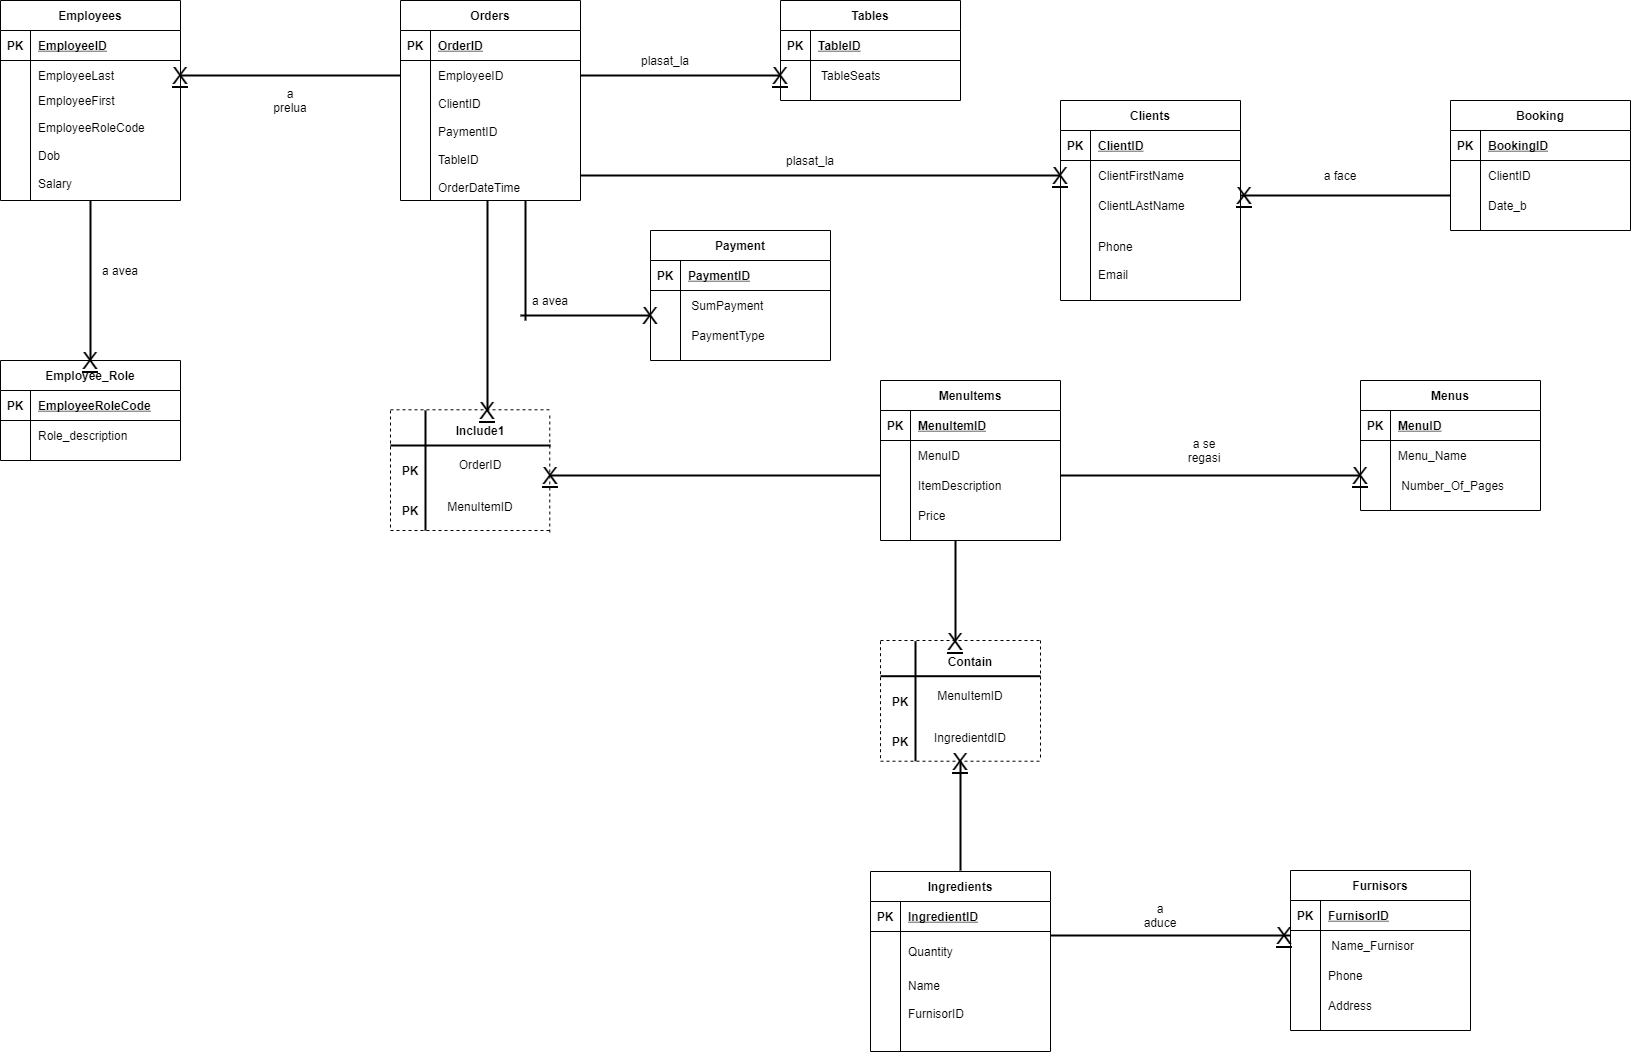 Employees
PK EmployeeID
EmployeeLast
EmployeeFirst
EmployeeRoleCode
Dob
Salary
a
prelua
Orders
PK OrderID
EmployeeID
ClientID
PaymentID
TableID
OrderDateTime
plasat_la
Tables
PK TableID
TableSeats
plasat_la
Clients
PK ClientID
ClientFirstName
ClientLAstName
Phone
Email
a face
Booking
PK BookingID
ClientID
Date_b
a avea
a avea
Payment
PK PaymentID
SumPayment
PaymentType
Employee_Role
PK EmployeeRoleCode
Role_description
Include1
PK OrderID
PK MenuItemID
MenuItems
PK MenuItemID
MenuID
ItemDescription
Price
a se
regasi
Menus
PK MenuID
Menu_Name
Number_Of_Pages
Contain
PK MenuItemID
PK IngredientdID
Ingredients
PK IngredientID
Quantity
Name
FurnisorID
a
aduce
Furnisors
PK FurnisorID
Name_Furnisor
Phone
Address